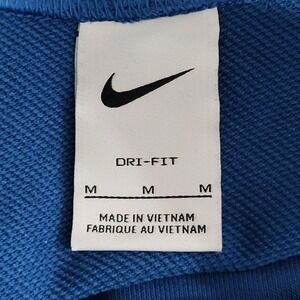 DRI-FIT
M M M
MADE IN VIETNAM
FABRIQUE AU VIETNAM